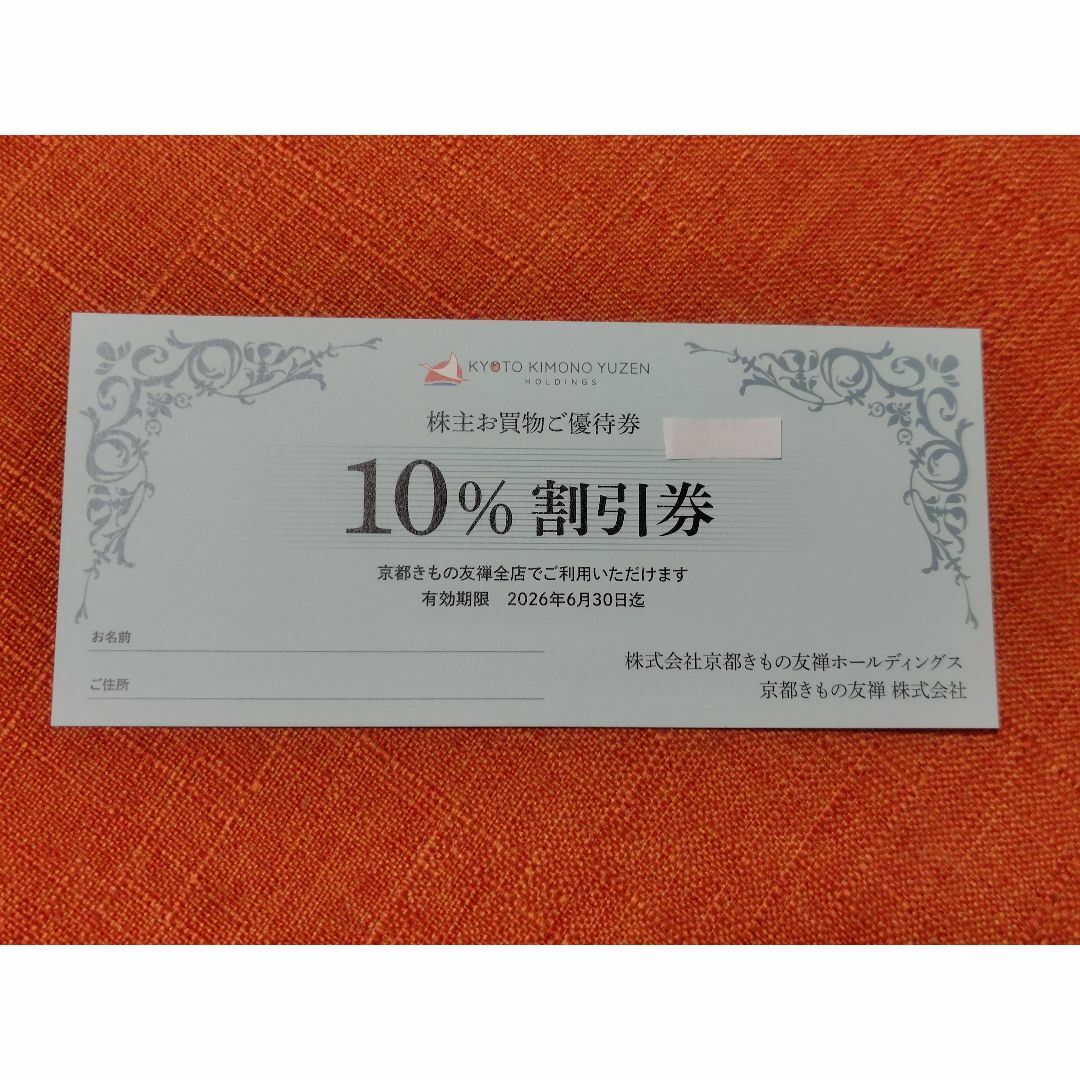 KYOTO KIMONO YUZEN
HOLDINGS
株主お買物ご優待券
10% 割引券
京都きもの友禅全店でご利用いただけます
有効期限 2026年6月30日迄
お名前
ご住所
株式会社京都きもの友禅ホールディングス
京都きもの友禅 株式会社